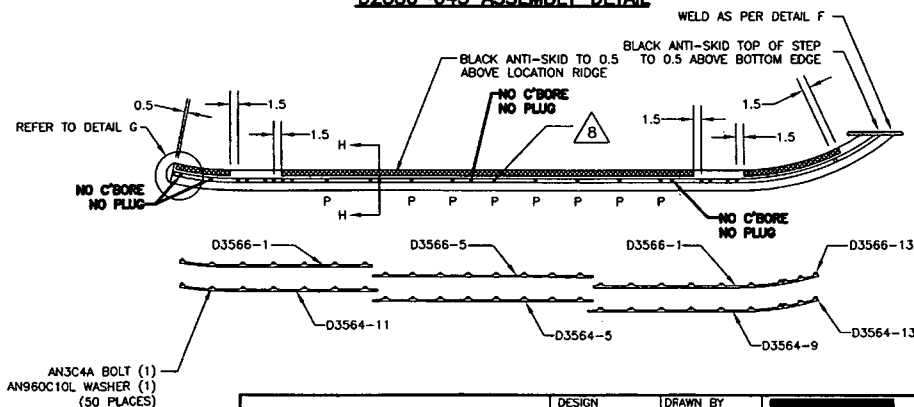 WELD AS PER DETAIL F
BLACK ANTI-SKID TO 0.5
ABOVE LOCATION RIDGE
BLACK ANTI-SKID TOP OF STEP
TO 0.5 ABOVE BOTTOM EDGE
NO C'BORE
NO PLUG
0.5
1.5
1.5
1.5
1.5
1.5
REFER TO DETAIL G
H
8
H
NO C'BORE
NO PLUG
P P P P P P P P
NO C'BORE
NO PLUG
D3566-1
D3566-5
D3566-1
D3566-13
D3564-11
D3564-5
D3564-9
D3564-13
AN3C4A BOLT (1)
AN960C10L WASHER (1)
(50 PLACES)
DESIGN
DRAWN BY